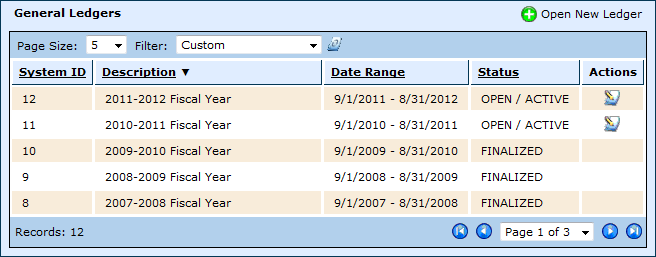 General Ledgers Open New Ledger
Page Size: 5 Filter: Custom
System ID Description ▼ Date Range Status Actions
12 2011-2012 Fiscal Year 9/1/2011 - 8/31/2012 OPEN / ACTIVE
11 2010-2011 Fiscal Year 9/1/2010 - 8/31/2011 OPEN / ACTIVE
10 2009-2010 Fiscal Year 9/1/2009 - 8/31/2010 FINALIZED
9 2008-2009 Fiscal Year 9/1/2008 - 8/31/2009 FINALIZED
8 2007-2008 Fiscal Year 9/1/2007 - 8/31/2008 FINALIZED
Records: 12 Page 1 of 3